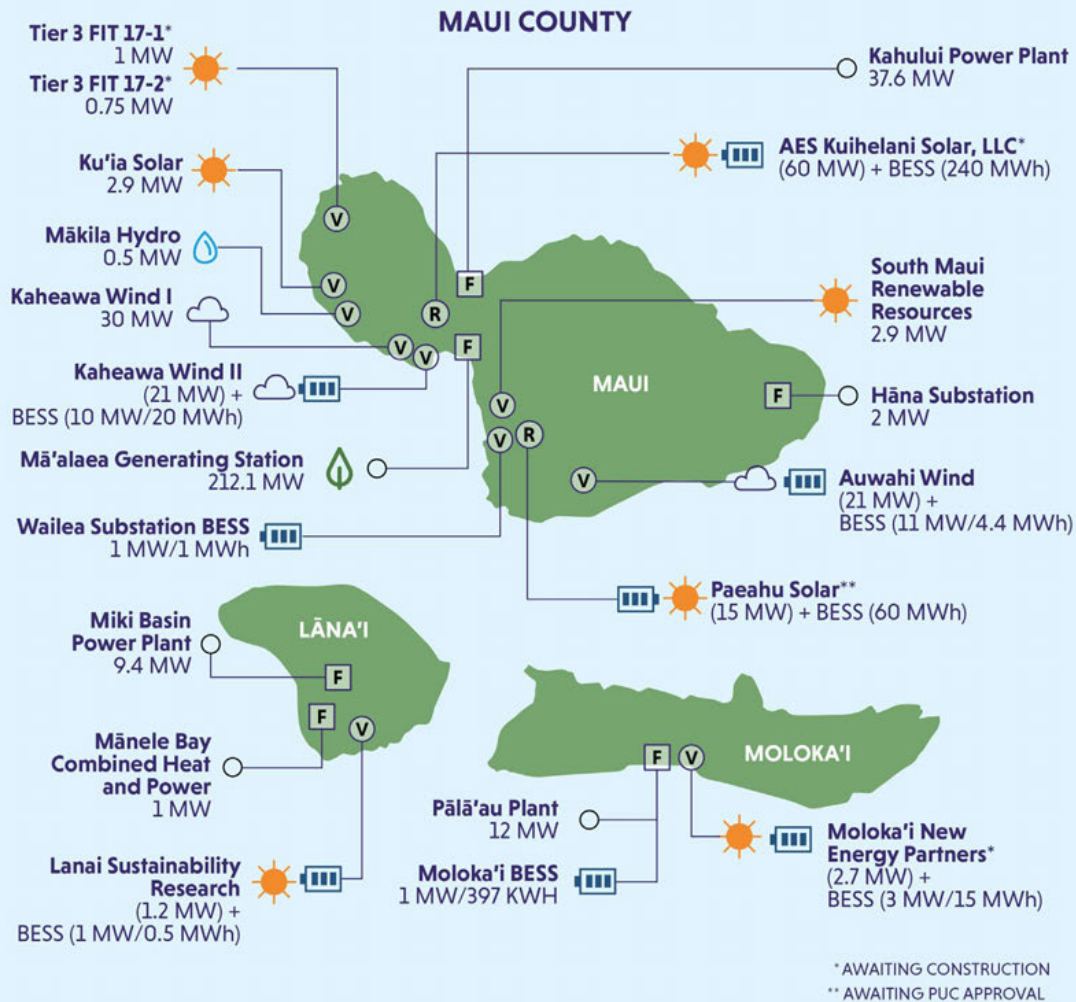 MAUI COUNTY
Tier 3 FIT 17-1*
1 MW
Tier 3 FIT 17-2*
0.75 MW
Ku'ia Solar
2.9 MW
Mākila Hydro
0.5 MW
Kaheawa Wind I
30 MW
Kaheawa Wind II
(21 MW) +
BESS (10 MW/20 MWh)
Mā'alaea Generating Station
212.1 MW
Wailea Substation BESS
1 MW/1 MWh
Kahului Power Plant
37.6 MW
AES Kuihelani Solar, LLC*
(60 MW) + BESS (240 MWh)
South Maui
Renewable
Resources
2.9 MW
Hāna Substation
2 MW
Auwahi Wind
(21 MW) +
BESS (11 MW/4.4 MWh)
Paeahu Solar**
(15 MW) + BESS (60 MWh)
V
V
V
V
V
R
F
F
MAUI
F
V
V
R
V
Miki Basin
Power Plant
9.4 MW
Mānele Bay
Combined Heat
and Power
1 MW
Lanai Sustainability
Research
(1.2 MW) +
BESS (1 MW/0.5 MWh)
LĀNA'I
F
F
V
MOLOKA'I
F
V
Pālā'au Plant
12 MW
Moloka'i BESS
1 MW/397 KWH
Moloka'i New
Energy Partners*
(2.7 MW) +
BESS (3 MW/15 MWh)
* AWAITING CONSTRUCTION
** AWAITING PUC APPROVAL